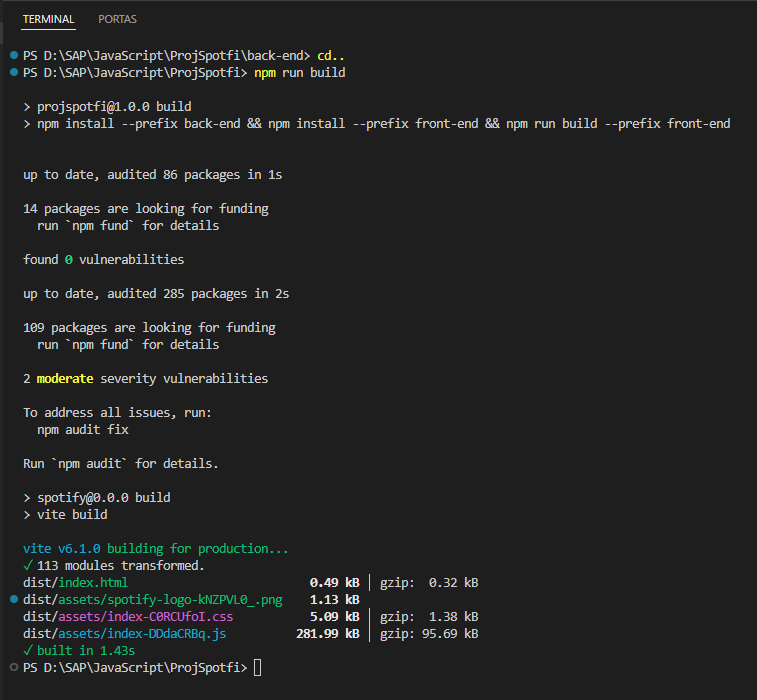 TERMINAL PORTAS
PS D:\SAP\JavaScript\ProjSpotfi\back-end> cd..
PS D:\SAP\JavaScript\ProjSpotfi> npm run build
> projspotfi@1.0.0 build
> npm install --prefix back-end && npm install --prefix front-end && npm run build --prefix front-end
up to date, audited 86 packages in 1s
14 packages are looking for funding
run `npm fund` for details
found 0 vulnerabilities
up to date, audited 285 packages in 2s
109 packages are looking for funding
run `npm fund` for details
2 moderate severity vulnerabilities
To address all issues, run:
npm audit fix
Run `npm audit` for details.
> spotify@0.0.0 build
> vite build
vite v6.1.0 building for production...
✓ 113 modules transformed.
dist/index.html 0.49 kB │ gzip: 0.32 kB
dist/assets/spotify-logo-kNZPVL0_.png 1.13 kB
dist/assets/index-C0RCUfoI.css 5.09 kB │ gzip: 1.38 kB
dist/assets/index-DDdaCRBq.js 281.99 kB │ gzip: 95.69 kB
✓ built in 1.43s
PS D:\SAP\JavaScript\ProjSpotfi>